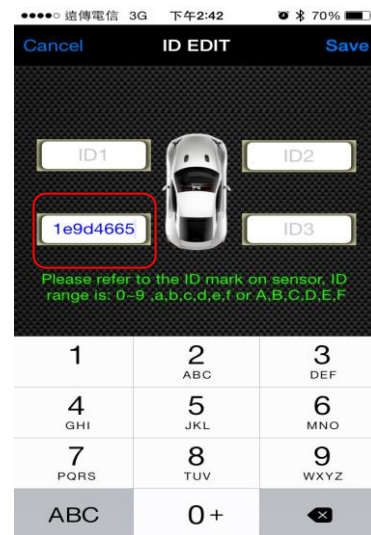 遠傳電信 3G 下午2:42 70%
Cancel ID EDIT Save
ID1 ID2
1e9d4665 ID3
Please refer to the ID mark on sensor, ID
range is: 0~9 ,a,b,c,d,e,f or A,B,C,D,E,F
1 2 3
ABC DEF
4 5 6
GHI JKL MNO
7 8 9
PQRS TUV WXYZ
ABC 0 +